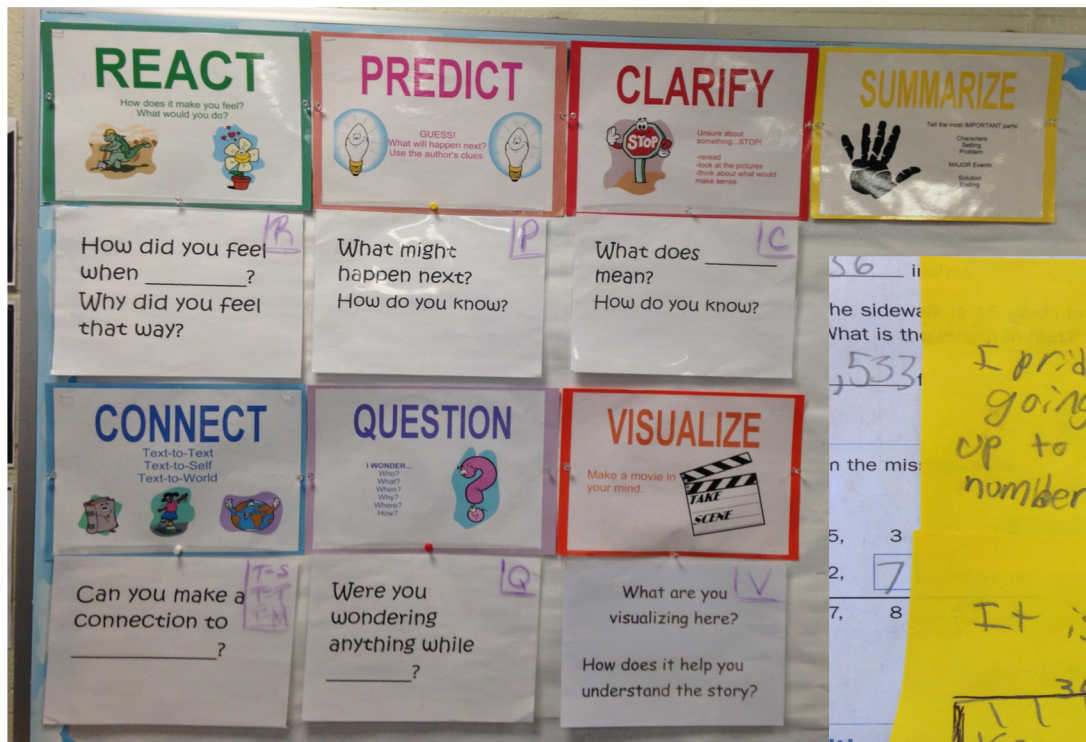 REACT
How does it make you feel?
What would you do?
PREDICT
GUESS!
What will happen next?
Use the author's clues
CLARIFY
STOP
Unsure about
something...STOP!
-reread
-look at the pictures
-think about what would
make sense
SUMMARIZE
Tell the most IMPORTANT parts:
Characters
Setting
Problem
MAJOR Events
Solution
Ending
How did you feel
when ________?
Why did you feel
that way?
R
What might
happen next?
How do you know?
P
What does ______
mean?
How do you know?
C
CONNECT
Text-to-Text
Text-to-Self
Text-to-World
QUESTION
I WONDER...
Who?
What?
When?
Why?
Where?
How?
VISUALIZE
Make a movie in
your mind.
TAKE
SCENE
Can you make a
connection to
____________?
T-S
T-T
Were you
wondering
anything while
_______?
Q
What are you
visualizing here?
How does it help you
understand the story?
V
36 in
he sidewa
What is th
,533
n the mis
5, 3
2, 7
7, 8
I prid
going
up to
number
It is